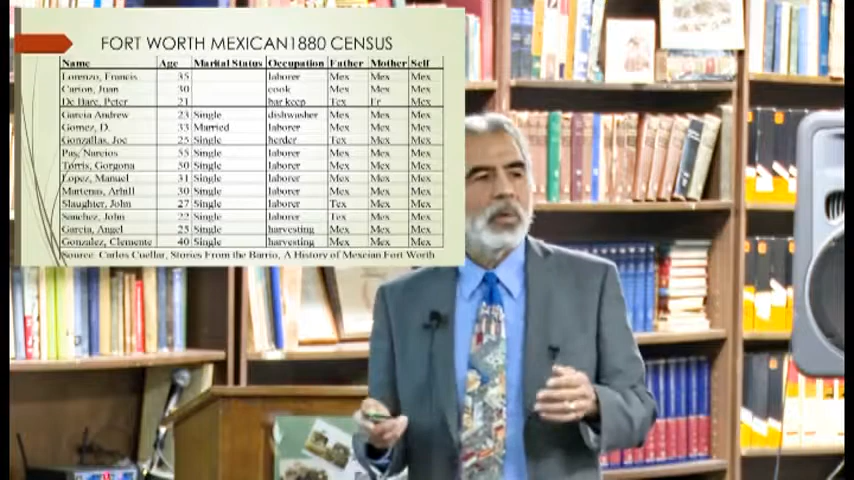 FORT WORTH MEXICAN1880 CENSUS
Name Age Marital Status Occupation Father Mother Self
Lorenzo, Francis 35 laborer Mex Mex Mex
Carion, Juan 30 cook Mex Mex Mex
De Bare, Peter 21 bar keep Tex Fr Mex
Garcia Andrew 23 Single dishwasher Mex Mex Mex
Gomez, D. 33 Married laborer Mex Mex Mex
Gonzallas, Joe 25 Single herder Tex Mex Mex
Pas, Narcios 55 Single laborer Mex Mex Mex
Torris, Gorgona 50 Single laborer Mex Mex Mex
Lopez, Manuel 31 Single laborer Mex Mex Mex
Martenas, 30 Single laborer Mex Mex Mex
Slaughter, John 27 Single laborer Tex Mex Mex
Sanchez, John 22 Single laborer Tex Mex Mex
Garcia, Angel 25 Single harvesting Mex Mex Mex
Gonzalez, Clemente 40 Single harvesting Mex Mex Mex
Source: Carlos Cuellar, Stories From the Barrio, A History of Mexcian Fort Worth